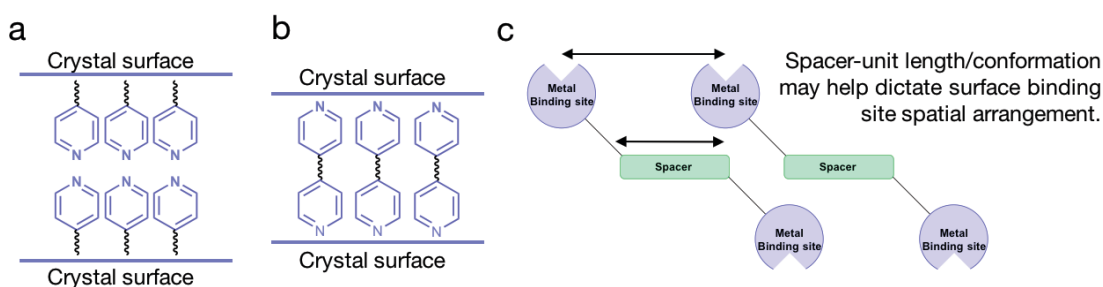 a
Crystal surface
N N N
N N N
Crystal surface
b
Crystal surface
N N N
N N N
Crystal surface
c
Metal
Binding site
Metal
Binding site
Spacer-unit length/conformation
may help dictate surface binding
site spatial arrangement.
Spacer
Spacer
Metal
Binding site
Metal
Binding site